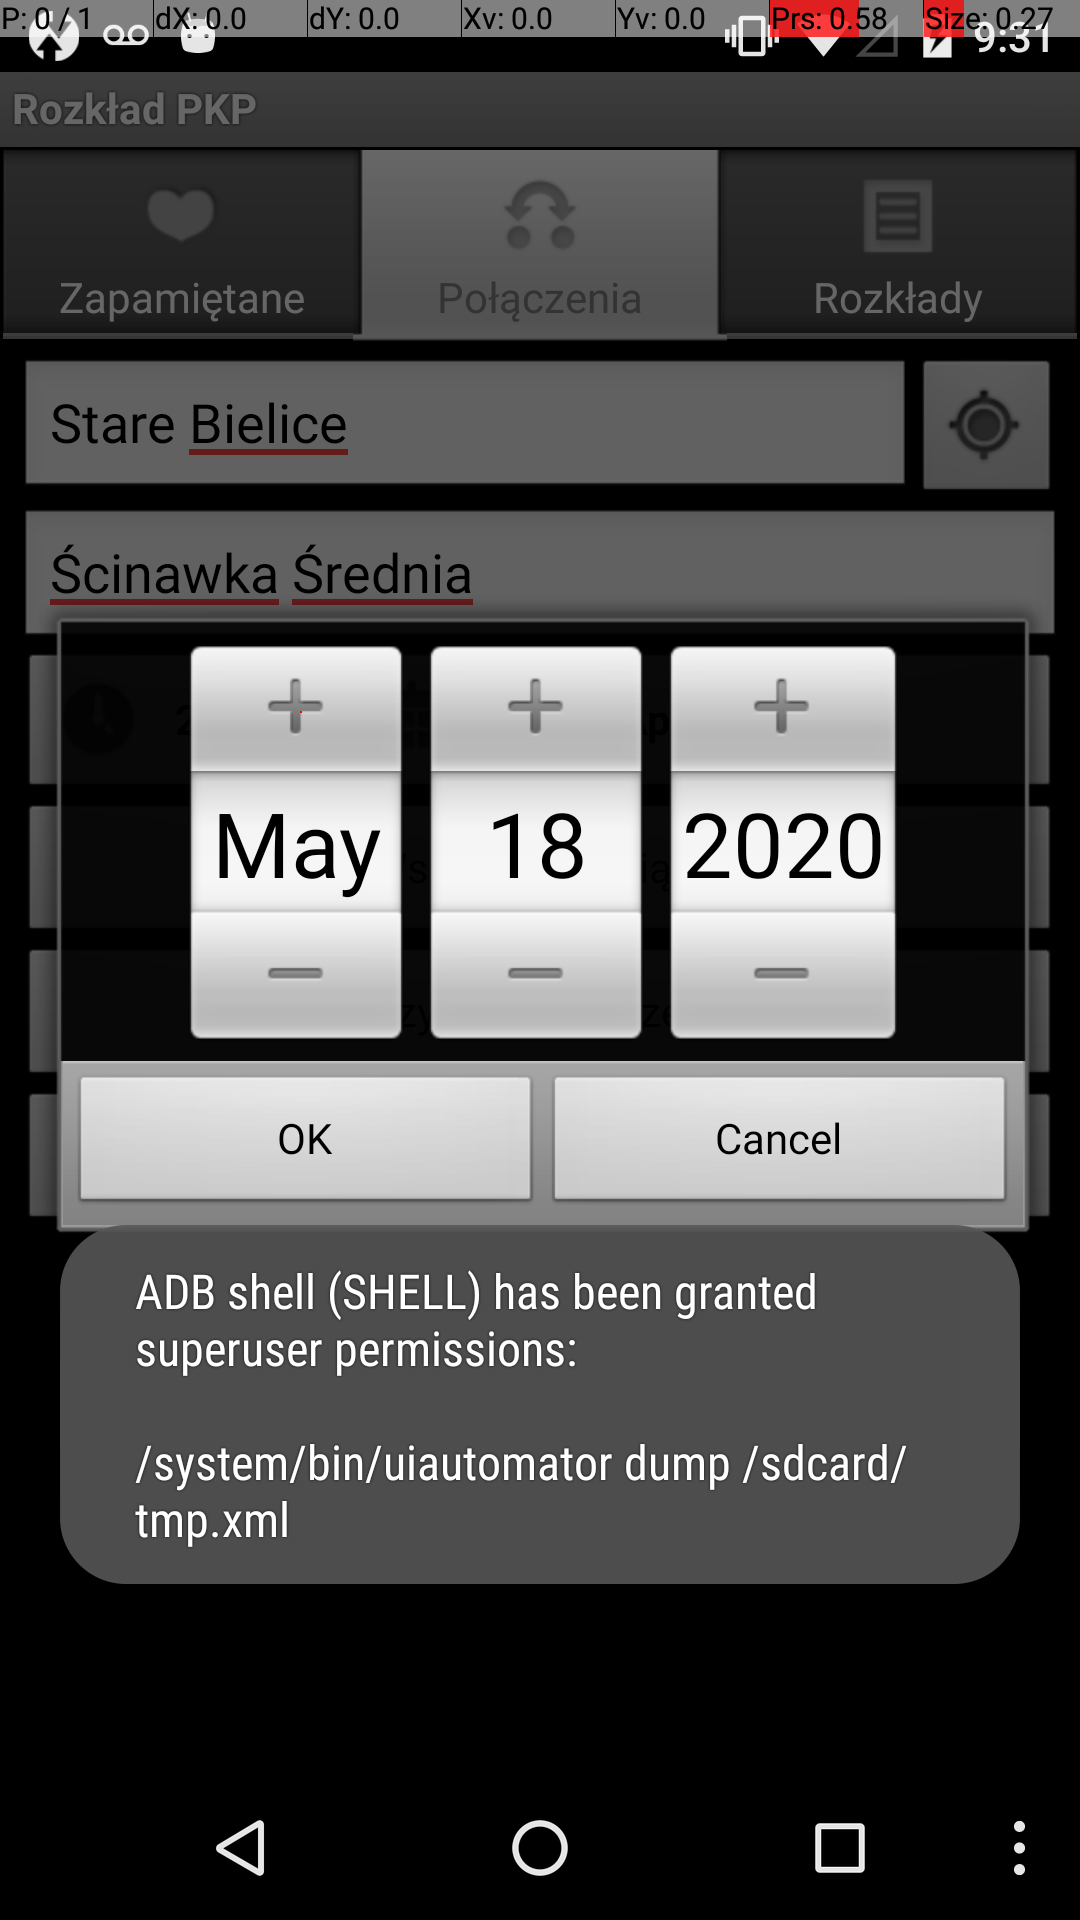 P: 0 / 1 dX: 0.0 dY: 0.0 Xv: 0.0 Yv: 0.0 Prs: 0.58 Size: 0.27
9:31
Rozkład PKP
Zapamiętane Połączenia Rozkłady
Stare Bielice
Ścinawka Średnia
+ + +
May 18 2020
OK Cancel
ADB shell (SHELL) has been granted
superuser permissions:
/system/bin/uiautomator dump /sdcard/
tmp.xml